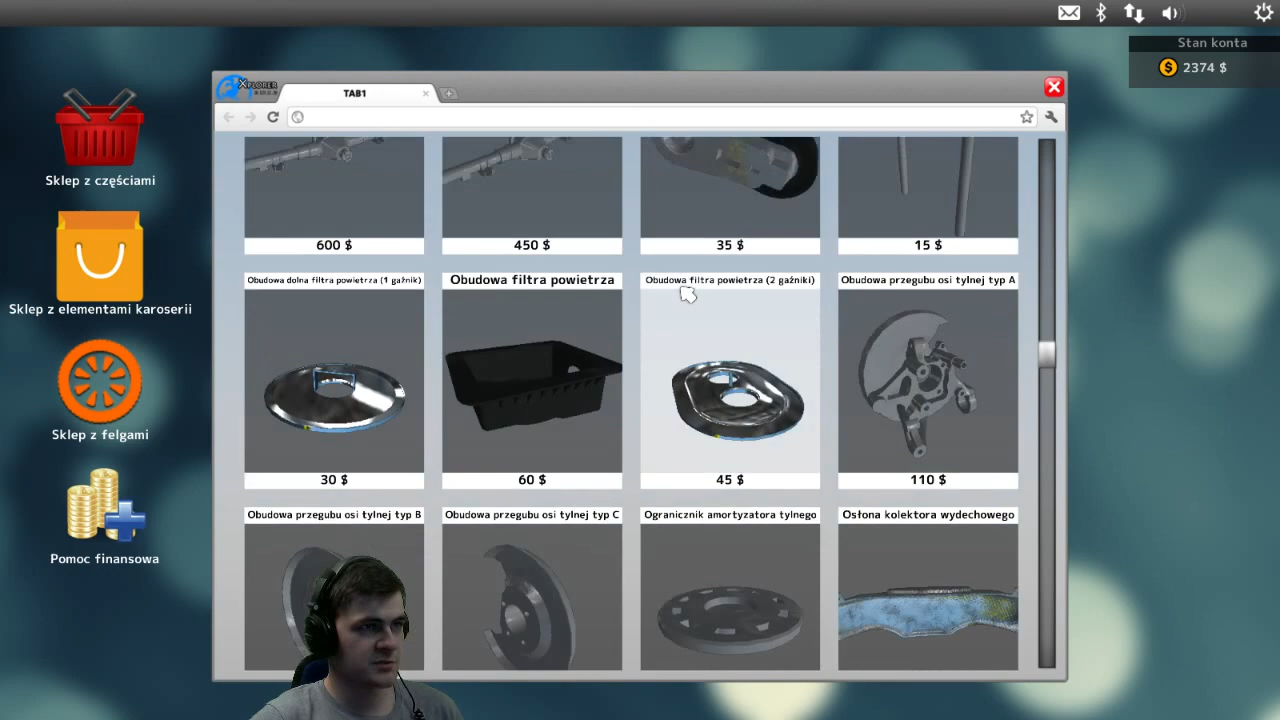 Stan konta
$ 2374 $
XPLORER
TAB1
Sklep z częściami
Sklep z elementami karoserii
Sklep z felgami
Pomoc finansowa
600 $
450 $
35 $
15 $
Obudowa dolna filtra powietrza (1 gaźnik)
Obudowa filtra powietrza
Obudowa filtra powietrza (2 gaźniki)
Obudowa przegubu osi tylnej typ A
30 $
60 $
45 $
110 $
Obudowa przegubu osi tylnej typ B
Obudowa przegubu osi tylnej typ C
Ogranicznik amortyzatora tylnego
Osłona kolektora wydechowego